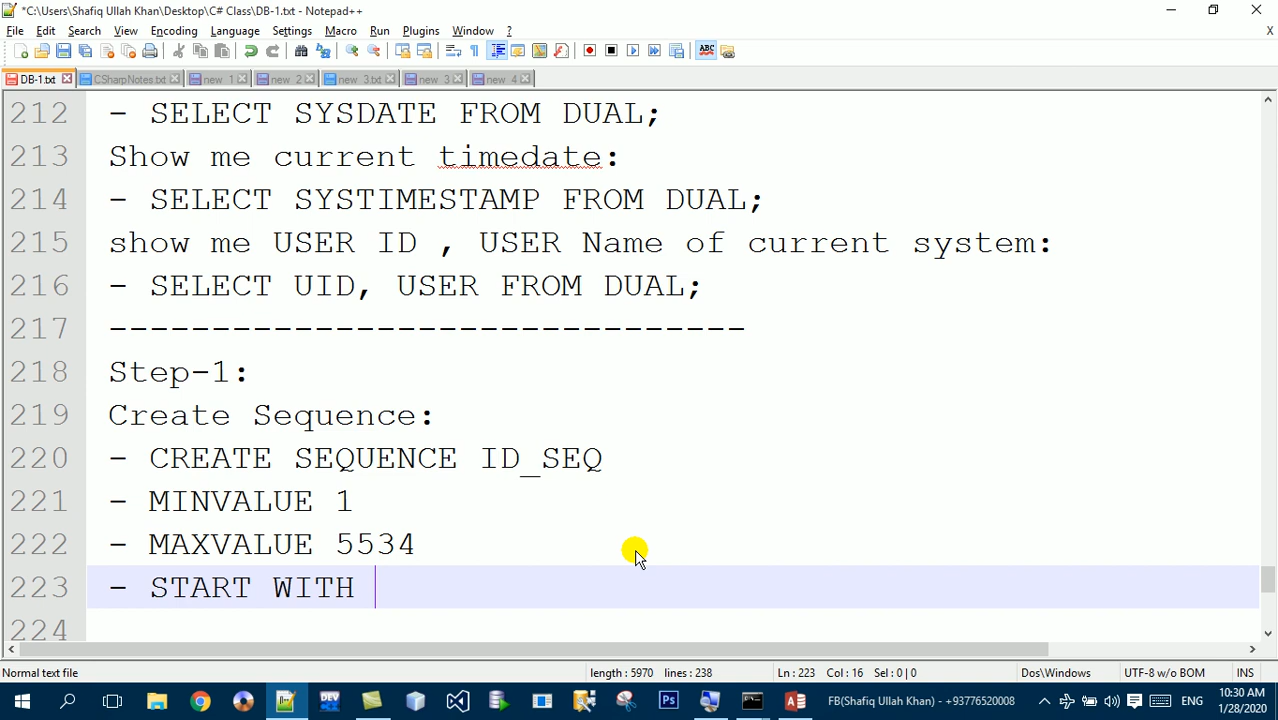 *C:\Users\Shafiq Ullah Khan\Desktop\C# Class\DB-1.txt - Notepad++
File Edit Search View Encoding Language Settings Macro Run Plugins Window ? X
DB-1.txt CSharpNotes.txt new 1 new 2 new 3.txt new 3 new 4
212 - SELECT SYSDATE FROM DUAL;
213 Show me current timedate:
214 - SELECT SYSTIMESTAMP FROM DUAL;
215 show me USER ID , USER Name of current system:
216 - SELECT UID, USER FROM DUAL;
217 -------------------------------
218 Step-1:
219 Create Sequence:
220 - CREATE SEQUENCE ID_SEQ
221 - MINVALUE 1
222 - MAXVALUE 5534
223 - START WITH
224
Normal text file length : 5970 lines : 238 Ln : 223 Col : 16 Sel : 0 | 0 Dos\Windows UTF-8 w/o BOM INS
FB(Shafiq Ullah Khan) - +93776520008 ENG 10:30 AM
1/28/2020